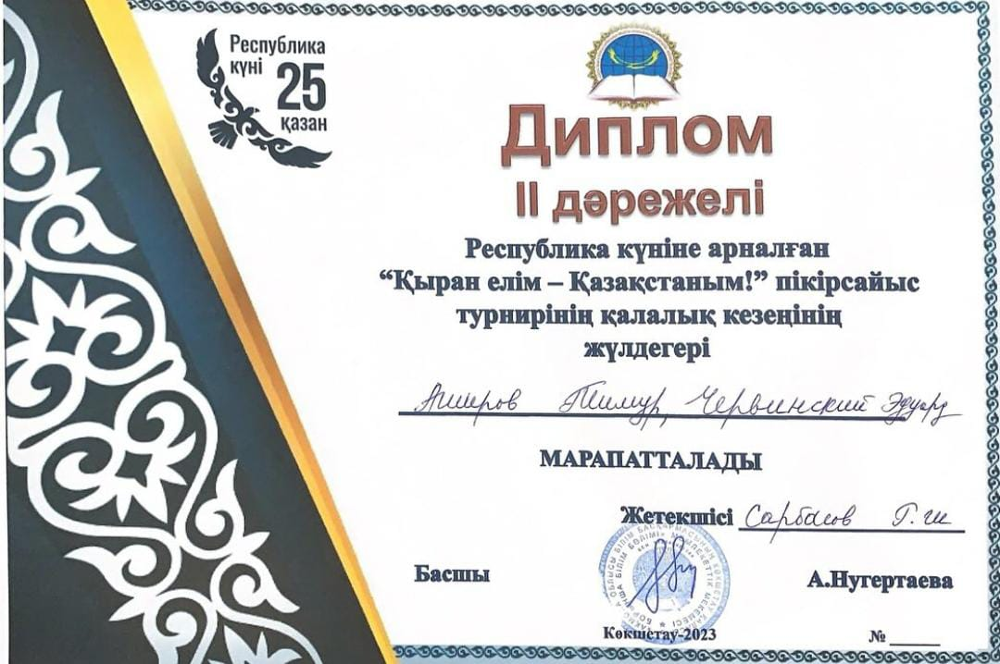 Республика
күні
25
қазан
Диплом
II дәрежелі
Республика күніне арналған
“Қыран елім – Қазақстаным!” пікірсайыс
турнирінің қалалық кезеңінің
жүлдегері
Аширов Тимур, Червинский Эдуард
МАРАПАТТАЛАДЫ
Жетекшісі Сарбасов Г.Ш
Басшы
А.Нугертаева
Көкшетау-2023
№ ______